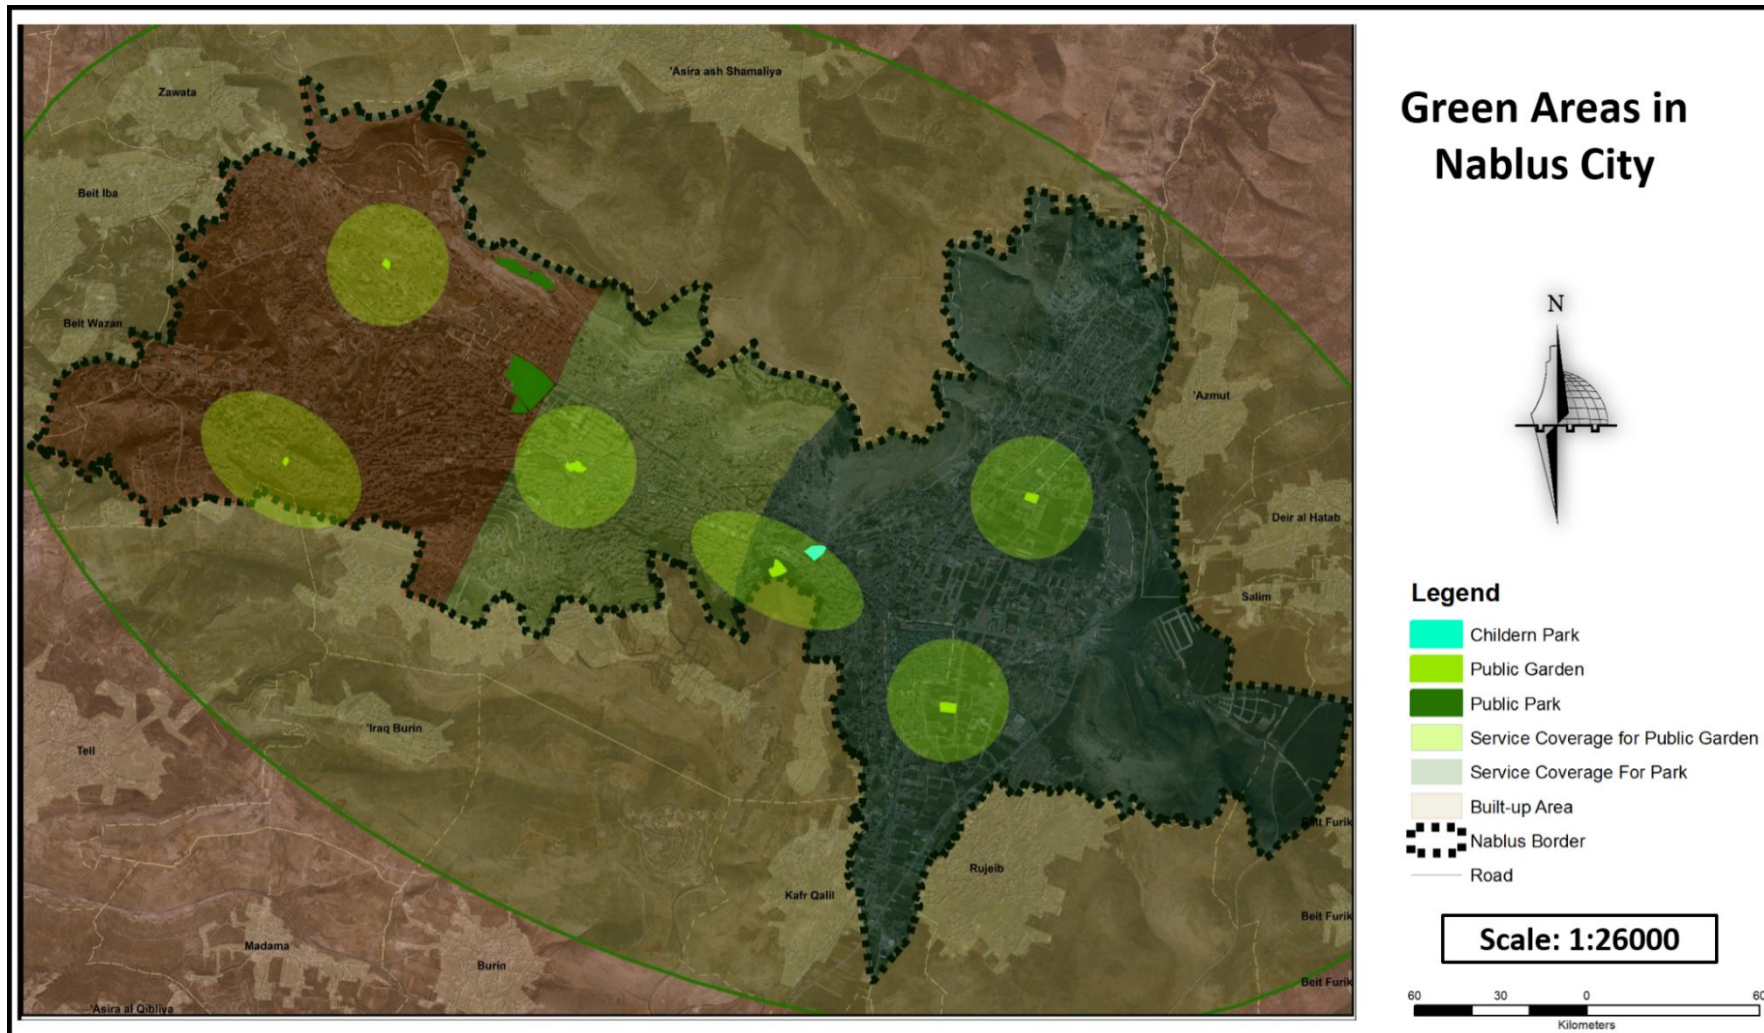 Green Areas in
Nablus City
N
Zawata
'Asira ash Shamaliya
Beit Iba
Beit Wazan
'Azmut
Deir al Hatab
Salim
'Iraq Burin
Tell
Beit Furik
Rujeib
Kafr Qalil
Beit Furik
Madama
Burin
Beit Furik
'Asira al Qibliya
Legend
Childern Park
Public Garden
Public Park
Service Coverage for Public Garden
Service Coverage For Park
Built-up Area
Nablus Border
Road
Scale: 1:26000
60 30 0 60
Kilometers